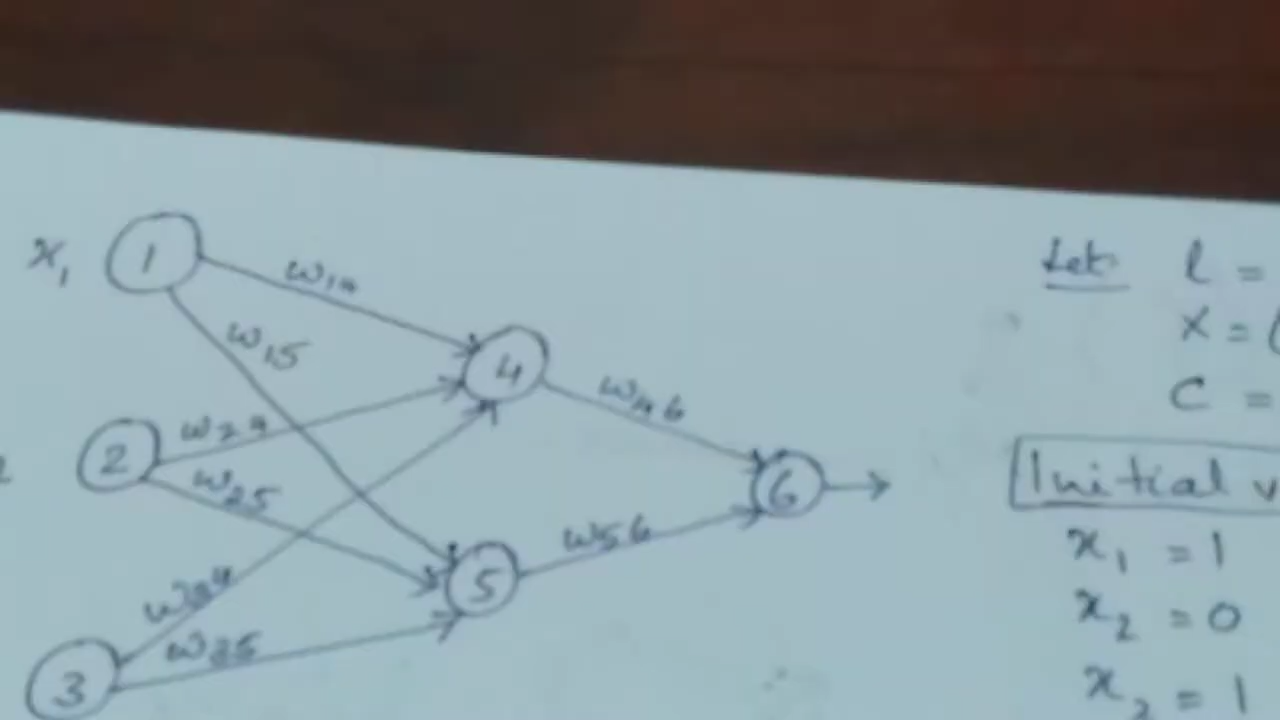 x₁
1
w₁₄
w₁₅
4
w₄₆
2
w₂₄
w₂₅
6
w₅₆
5
w₃₄
w₃₅
3
Let l =
X = (
C =
Initial v
x₁ = 1
x₂ = 0
= 1